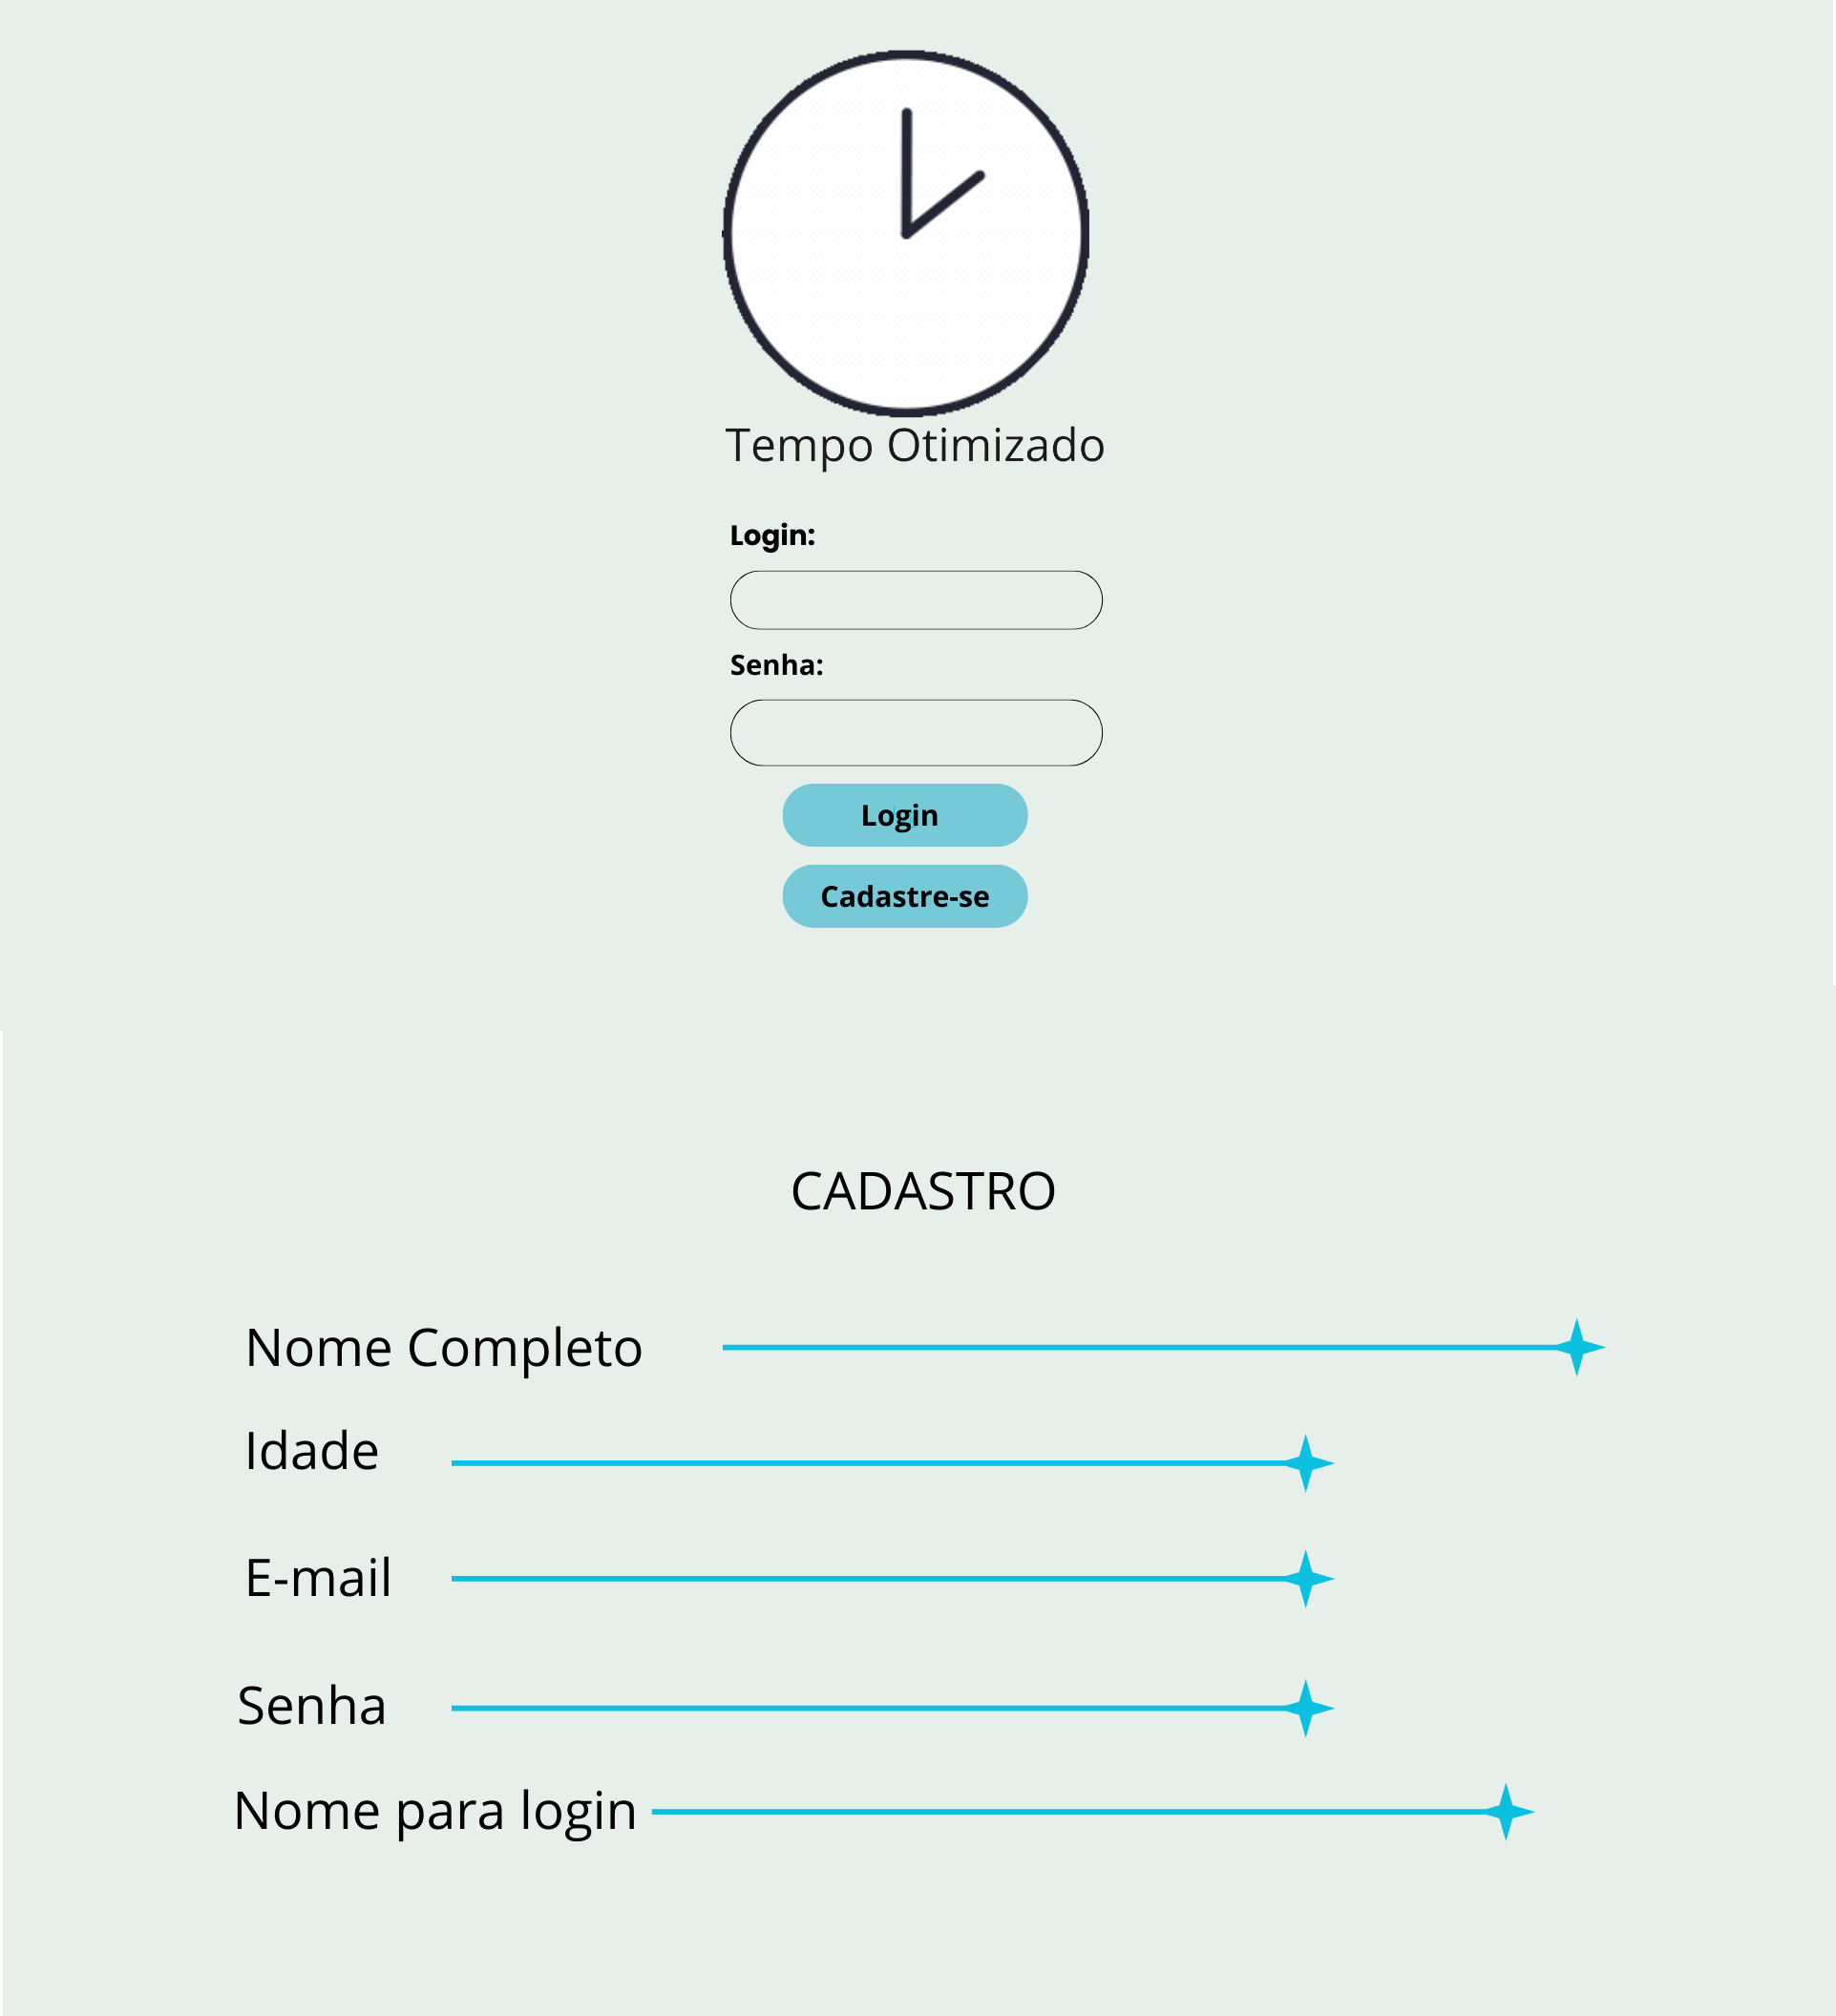 Tempo Otimizado
Login:
Senha:
Login
Cadastre-se
CADASTRO
Nome Completo
Idade
E-mail
Senha
Nome para login